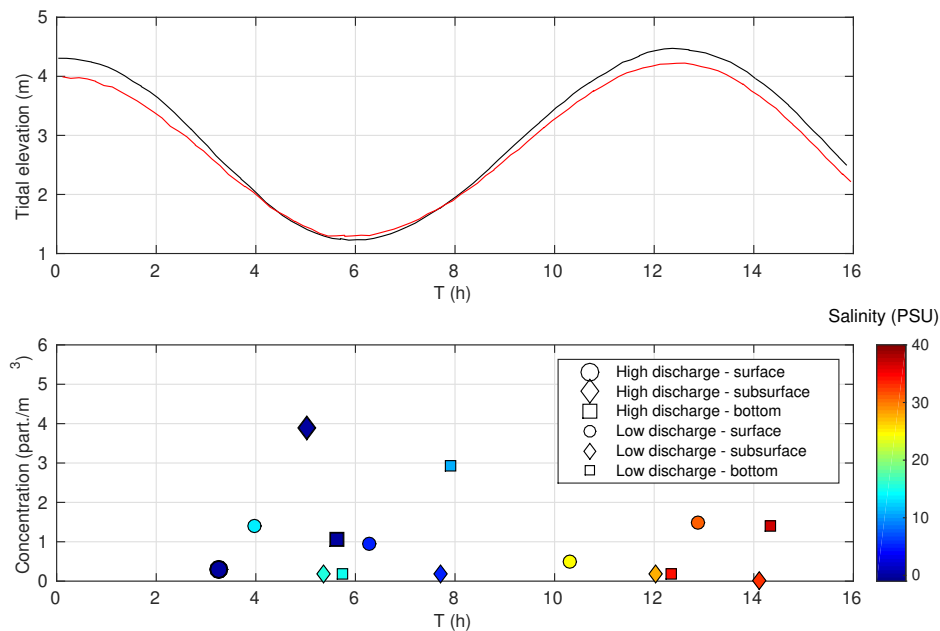 5
4
3
2
1
Tidal elevation (m)
0 2 4 6 8 10 12 14 16
T (h)
Salinity (PSU)
6
5
4
3
2
1
0
Concentration (part./m3)
High discharge - surface
High discharge - subsurface
High discharge - bottom
Low discharge - surface
Low discharge - subsurface
Low discharge - bottom
40
30
20
10
0
0 2 4 6 8 10 12 14 16
T (h)